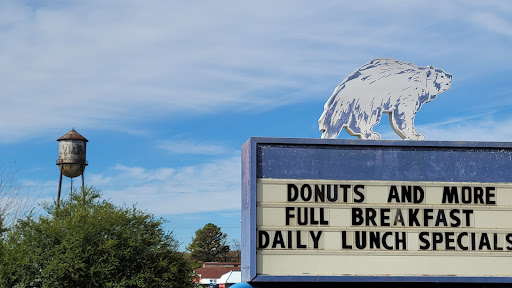 DONUTS AND MORE
FULL BREAKFAST
DAILY LUNCH SPECIALS